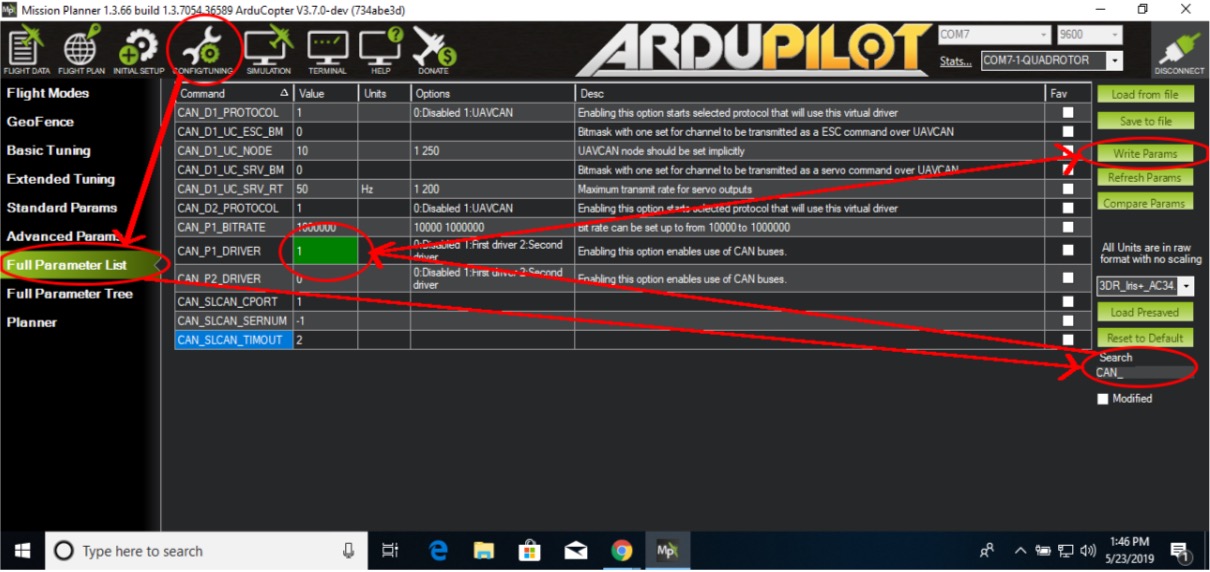 Mission Planner 1.3.66 build 1.3.7054.36589 ArduCopter V3.7.0-dev (734abe3d)
FLIGHT DATA FLIGHT PLAN INITIAL SETUP CONFIG/TUNING SIMULATION TERMINAL HELP DONATE
ARDUPILOT
COM7 9600
Stats... COM7-1-QUADROTOR
DISCONNECT
Flight Modes
GeoFence
Basic Tuning
Extended Tuning
Standard Params
Advanced Params
Full Parameter List
Full Parameter Tree
Planner
Command Value Units Options Desc Fav
CAN_D1_PROTOCOL 1 0:Disabled 1:UAVCAN Enabling this option starts selected protocol that will use this virtual driver
CAN_D1_UC_ESC_BM 0 Bitmask with one set for channel to be transmitted as a ESC command over UAVCAN
CAN_D1_UC_NODE 10 1 250 UAVCAN node should be set implicitly
CAN_D1_UC_SRV_BM 0 Bitmask with one set for channel to be transmitted as a servo command over UAVCAN
CAN_D1_UC_SRV_RT 50 Hz 1 200 Maximum transmit rate for servo outputs
CAN_D2_PROTOCOL 1 0:Disabled 1:UAVCAN Enabling this option starts selected protocol that will use this virtual driver
CAN_P1_BITRATE 1000000 10000 1000000 Bit rate can be set up to from 10000 to 1000000
CAN_P1_DRIVER 1 0:Disabled 1:First driver 2:Second driver Enabling this option enables use of CAN buses.
CAN_P2_DRIVER 0 0:Disabled 1:First driver 2:Second driver Enabling this option enables use of CAN buses.
CAN_SLCAN_CPORT 1
CAN_SLCAN_SERNUM -1
CAN_SLCAN_TIMOUT 2
Load from file
Save to file
Write Params
Refresh Params
Compare Params
All Units are in raw
format with no scaling
3DR_Iris+_AC34.
Load Presaved
Reset to Default
Search
CAN_
Modified
Type here to search
1:46 PM
5/23/2019
1